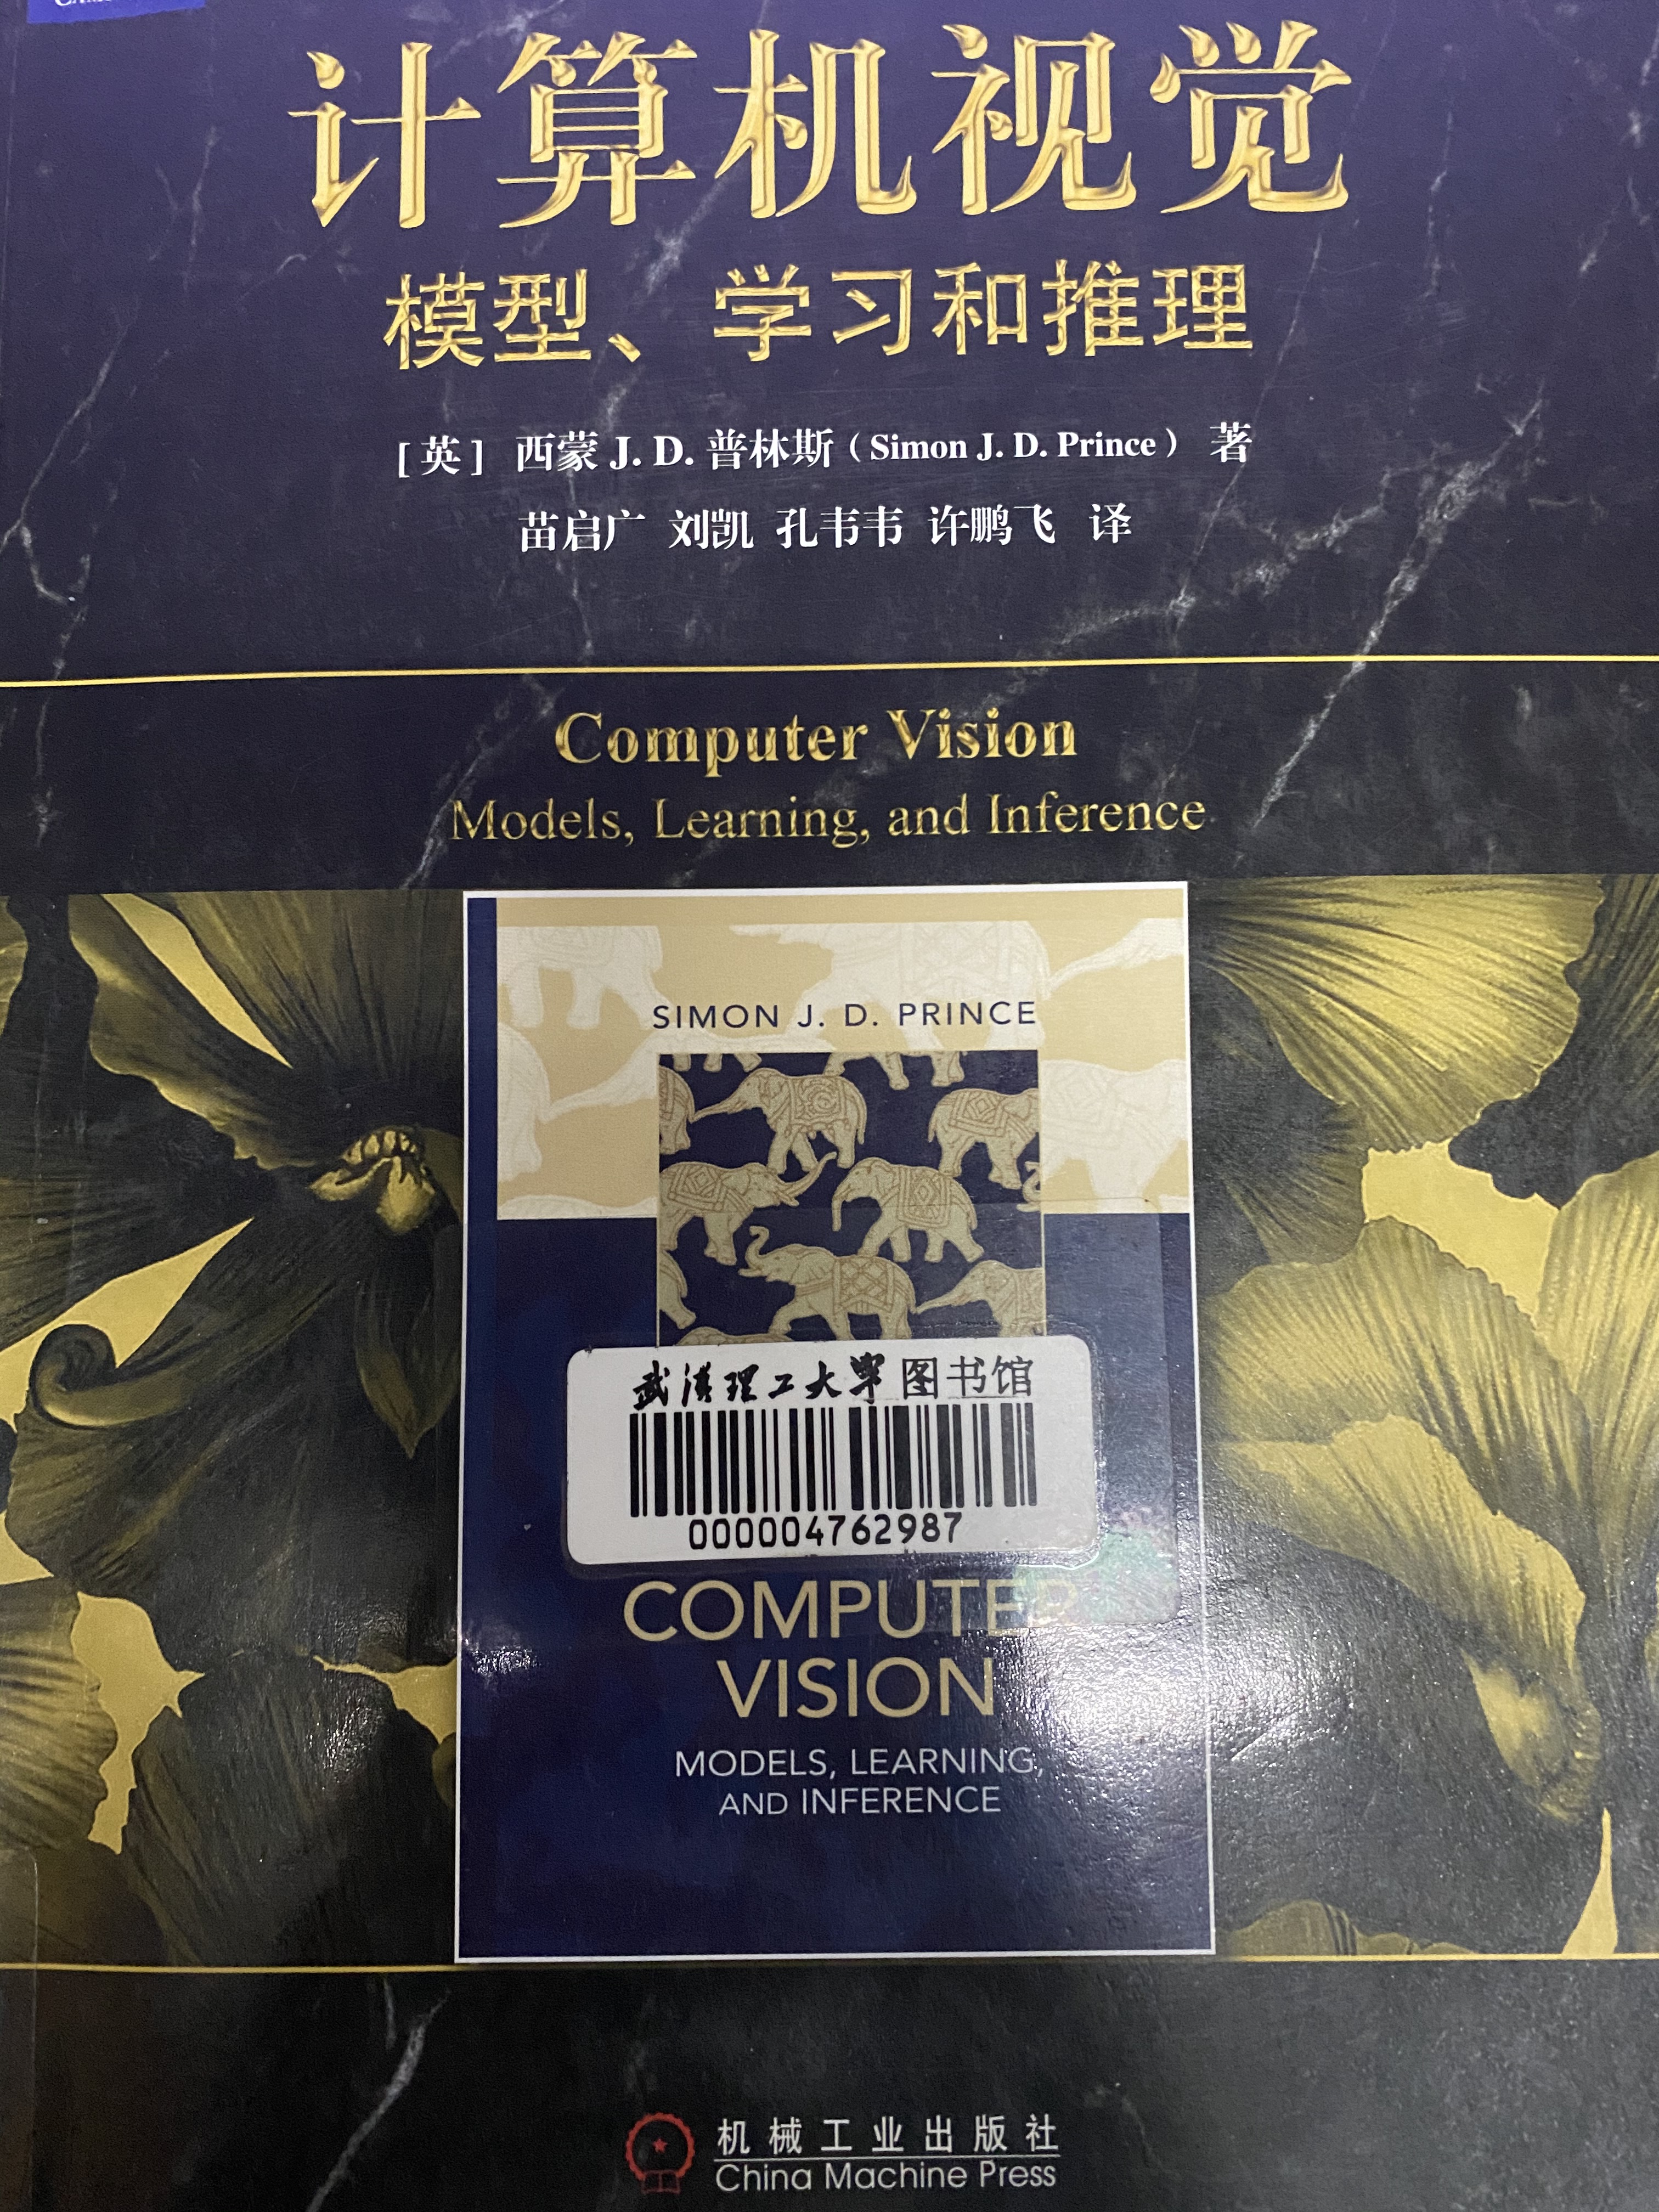 计算机视觉
模型、学习和推理
[英] 西蒙 J. D. 普林斯（Simon J. D. Prince） 著
苗启广 刘凯 孔韦韦 许鹏飞 译
Computer Vision
Models, Learning, and Inference
SIMON J. D. PRINCE
武漢理工大學图书馆
000004762987
COMPUTER
VISION
MODELS, LEARNING,
AND INFERENCE
机械工业出版社
China Machine Press